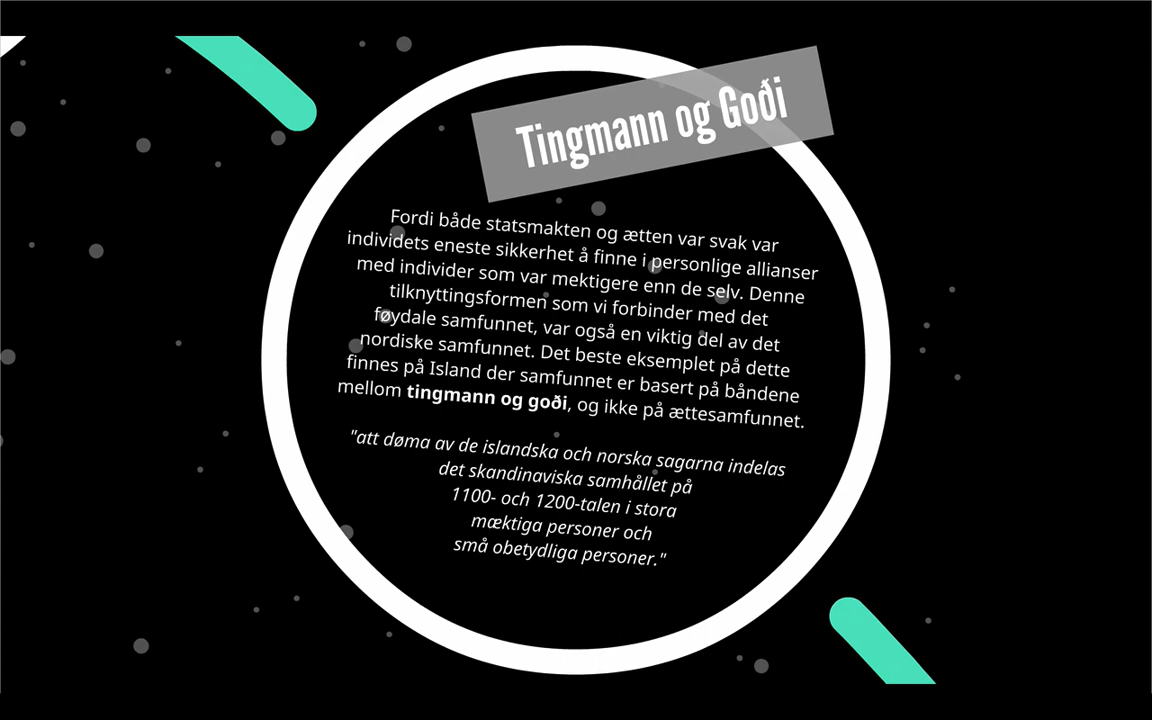 Tingmann og Goði
Fordi både statsmakten og ætten var svak var
individets eneste sikkerhet å finne i personlige allianser
med individer som var mektigere enn de selv. Denne
tilknyttingsformen som vi forbinder med det
føydale samfunnet, var også en viktig del av det
nordiske samfunnet. Det beste eksemplet på dette
finnes på Island der samfunnet er basert på båndene
mellom tingmann og goði, og ikke på ættesamfunnet.
"att døma av de islandska och norska sagarna indelas
det skandinaviska samhållet på
1100- och 1200-talen i stora
mæktiga personer och
små obetydliga personer."